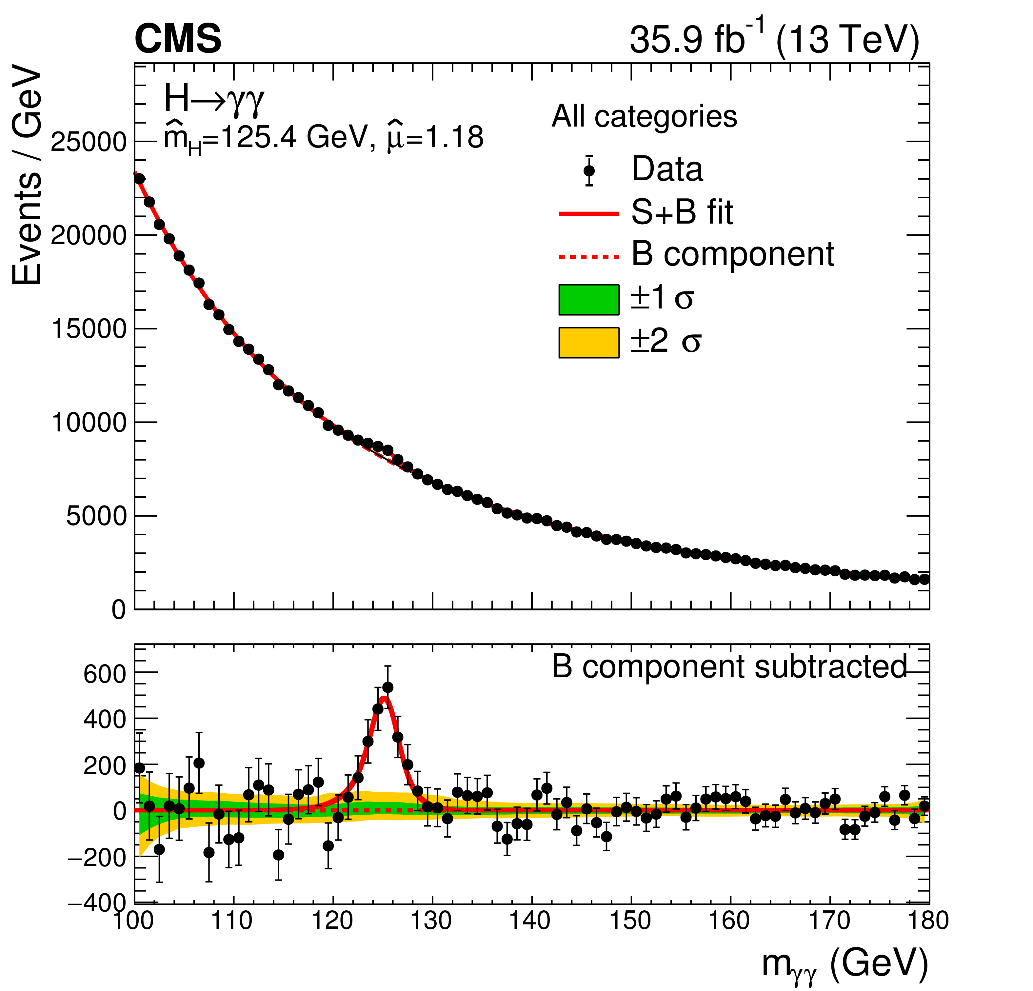 CMS 35.9 fb⁻¹ (13 TeV)
Events / GeV
H→γγ
m̂_H=125.4 GeV, μ̂=1.18
All categories
Data
S+B fit
B component
±1 σ
±2 σ
25000
20000
15000
10000
5000
0
B component subtracted
600
400
200
0
−200
−400
100 110 120 130 140 150 160 170 180
m_γγ (GeV)